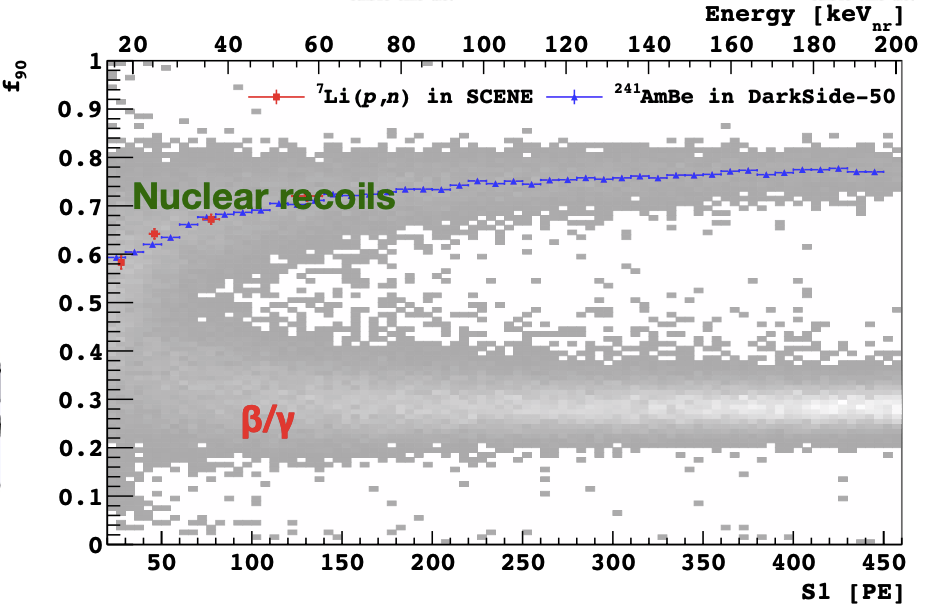 Energy [keVnr]
20 40 60 80 100 120 140 160 180 200
f90
1
⁷Li(p,n) in SCENE ²⁴¹AmBe in DarkSide-50
0.9
0.8
Nuclear recoils
0.7
0.6
0.5
0.4
0.3
β/γ
0.2
0.1
0
50 100 150 200 250 300 350 400 450
S1 [PE]